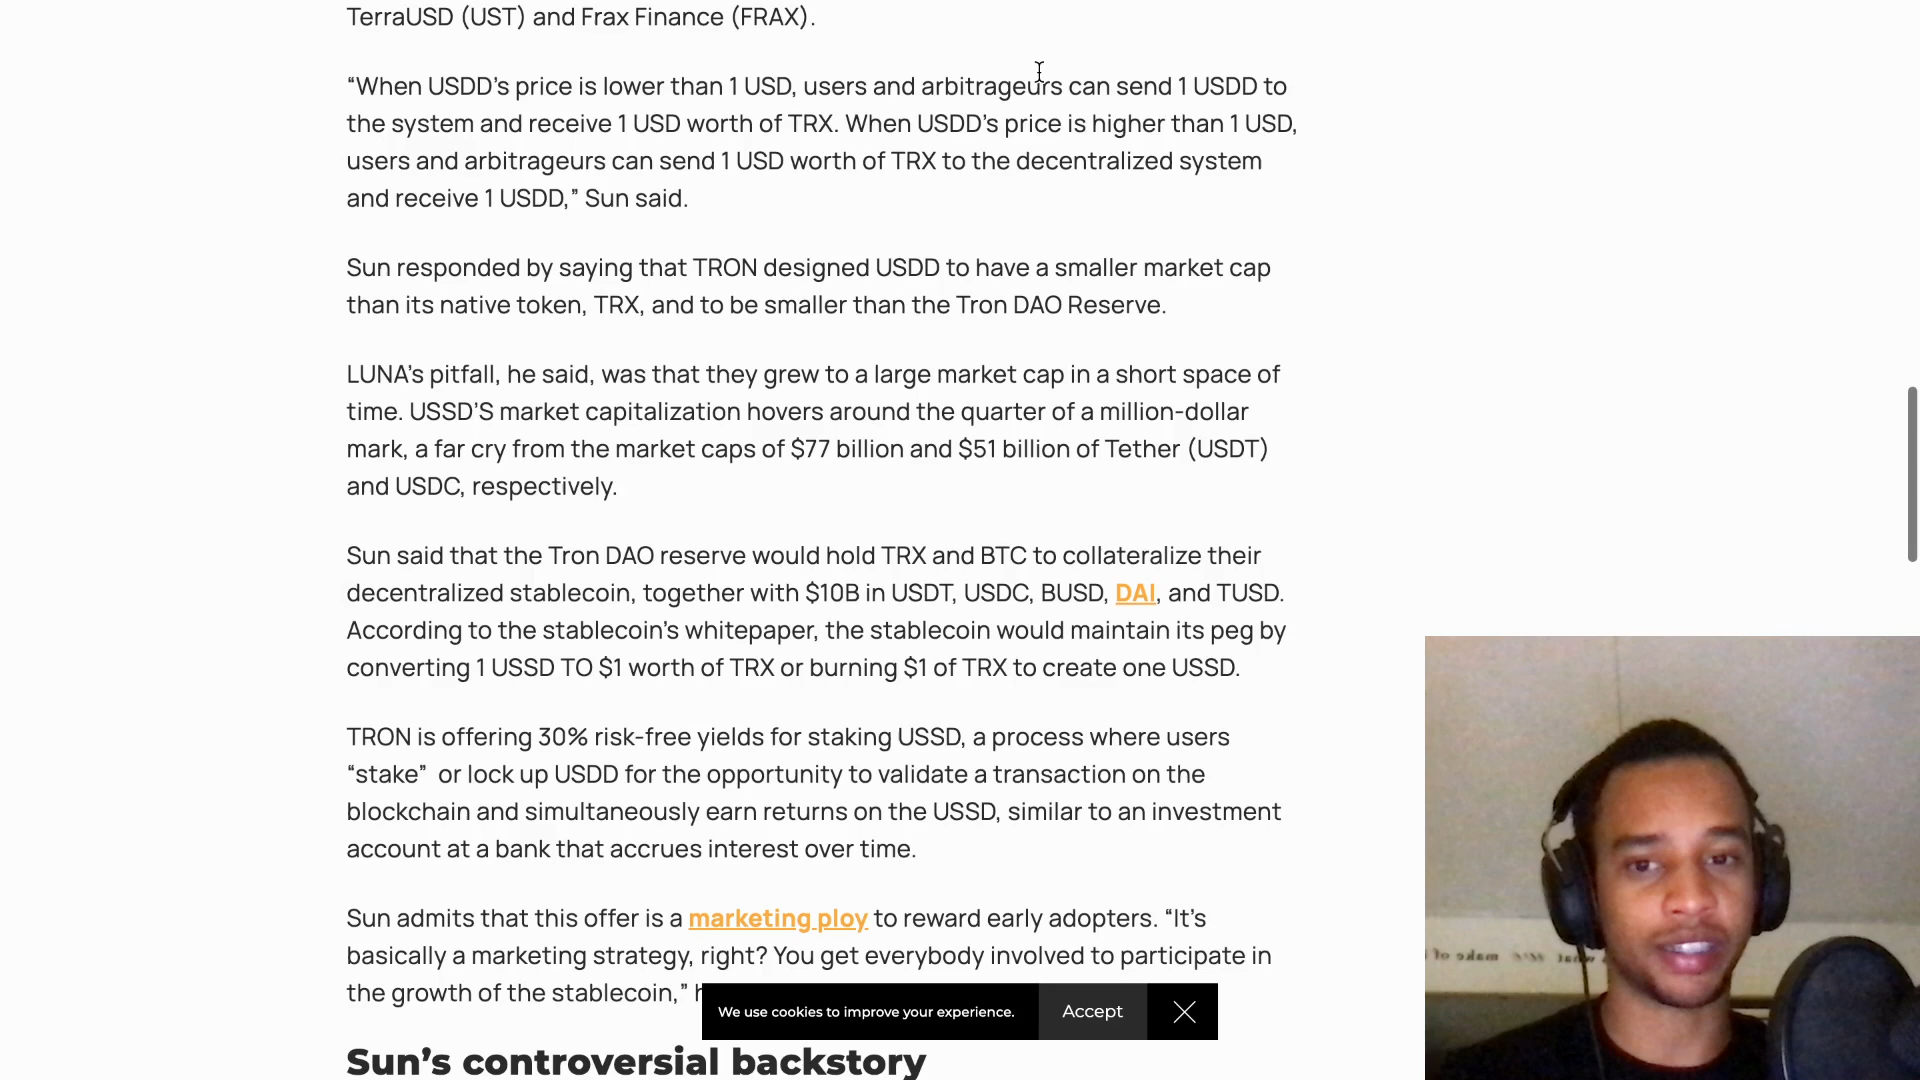 TerraUSD (UST) and Frax Finance (FRAX).
“When USDD’s price is lower than 1 USD, users and arbitrageurs can send 1 USDD to
the system and receive 1 USD worth of TRX. When USDD’s price is higher than 1 USD,
users and arbitrageurs can send 1 USD worth of TRX to the decentralized system
and receive 1 USDD,” Sun said.
Sun responded by saying that TRON designed USDD to have a smaller market cap
than its native token, TRX, and to be smaller than the Tron DAO Reserve.
LUNA’s pitfall, he said, was that they grew to a large market cap in a short space of
time. USSD’S market capitalization hovers around the quarter of a million-dollar
mark, a far cry from the market caps of $77 billion and $51 billion of Tether (USDT)
and USDC, respectively.
Sun said that the Tron DAO reserve would hold TRX and BTC to collateralize their
decentralized stablecoin, together with $10B in USDT, USDC, BUSD, DAI, and TUSD.
According to the stablecoin’s whitepaper, the stablecoin would maintain its peg by
converting 1 USSD TO $1 worth of TRX or burning $1 of TRX to create one USSD.
TRON is offering 30% risk-free yields for staking USSD, a process where users
“stake” or lock up USDD for the opportunity to validate a transaction on the
blockchain and simultaneously earn returns on the USSD, similar to an investment
account at a bank that accrues interest over time.
Sun admits that this offer is a marketing ploy to reward early adopters. “It’s
basically a marketing strategy, right? You get everybody involved to participate in
the growth of the stablecoin,”
We use cookies to improve your experience.
Accept
Sun’s controversial backstory
make of
what